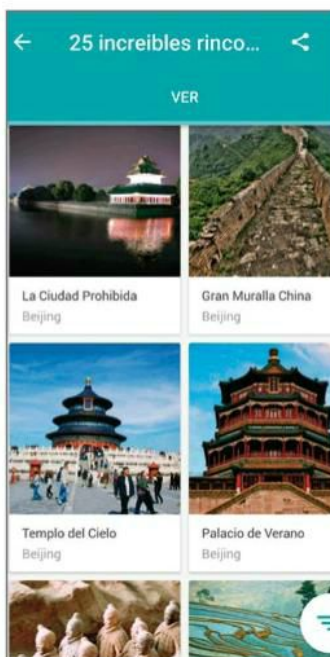 25 increibles rinco...
VER
La Ciudad Prohibida
Beijing
Gran Muralla China
Beijing
Templo del Cielo
Beijing
Palacio de Verano
Beijing